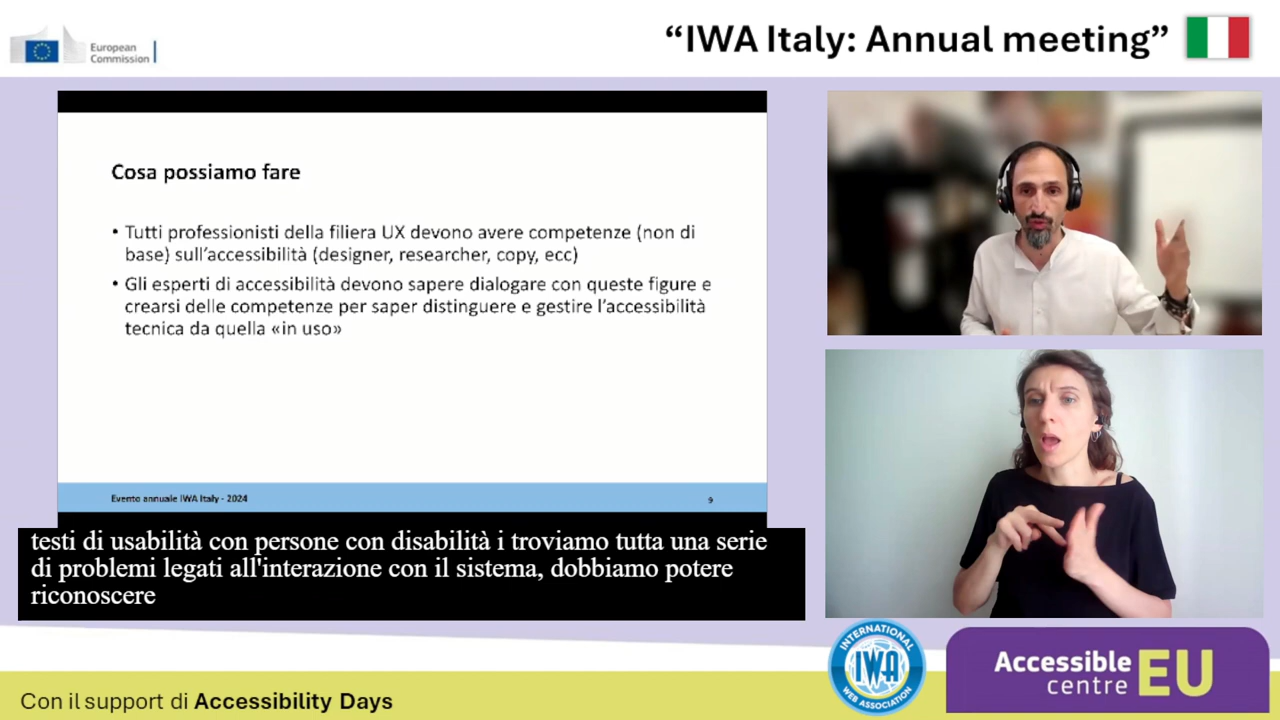 European
Commission
“IWA Italy: Annual meeting”
Cosa possiamo fare
• Tutti professionisti della filiera UX devono avere competenze (non di
base) sull’accessibilità (designer, researcher, copy, ecc)
• Gli esperti di accessibilità devono sapere dialogare con queste figure e
crearsi delle competenze per saper distinguere e gestire l’accessibilità
tecnica da quella «in uso»
Evento annuale IWA Italy - 2024
9
testi di usabilità con persone con disabilità i troviamo tutta una serie
di problemi legati all'interazione con il sistema, dobbiamo potere
riconoscere
INTERNATIONAL
IWA
WEB ASSOCIATION
Accessible
centre
EU
Con il support di Accessibility Days